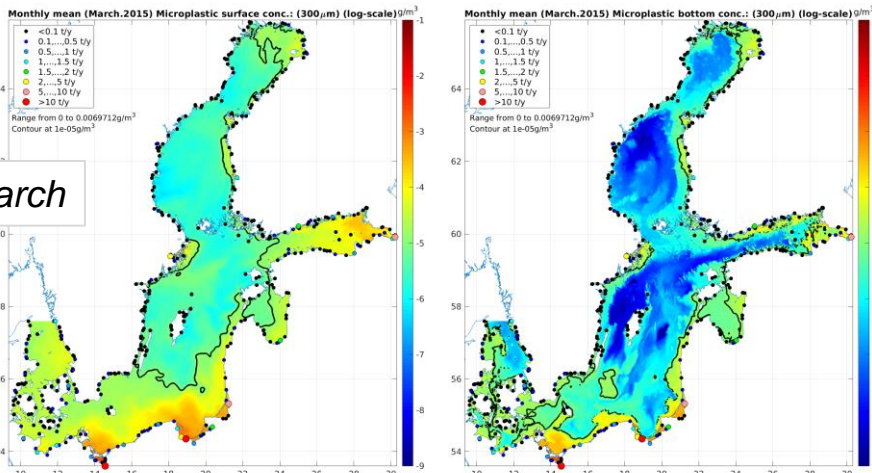 Monthly mean (March.2015) Microplastic surface conc.: (300μm) (log-scale) g/m³
<0.1 t/y
0.1,...,0.5 t/y
0.5,...,1 t/y
1,...,1.5 t/y
1.5,...,2 t/y
2,...,5 t/y
5,...,10 t/y
>10 t/y
Range from 0 to 0.0069712g/m³
Contour at 1e-05g/m³
arch
-1
-2
-3
-4
-5
-6
-7
-8
-9
Monthly mean (March.2015) Microplastic bottom conc.: (300μm) (log-scale) g/m³
<0.1 t/y
0.1,...,0.5 t/y
0.5,...,1 t/y
1,...,1.5 t/y
1.5,...,2 t/y
2,...,5 t/y
5,...,10 t/y
>10 t/y
Range from 0 to 0.0069712g/m³
Contour at 1e-05g/m³
64
62
60
58
56
54